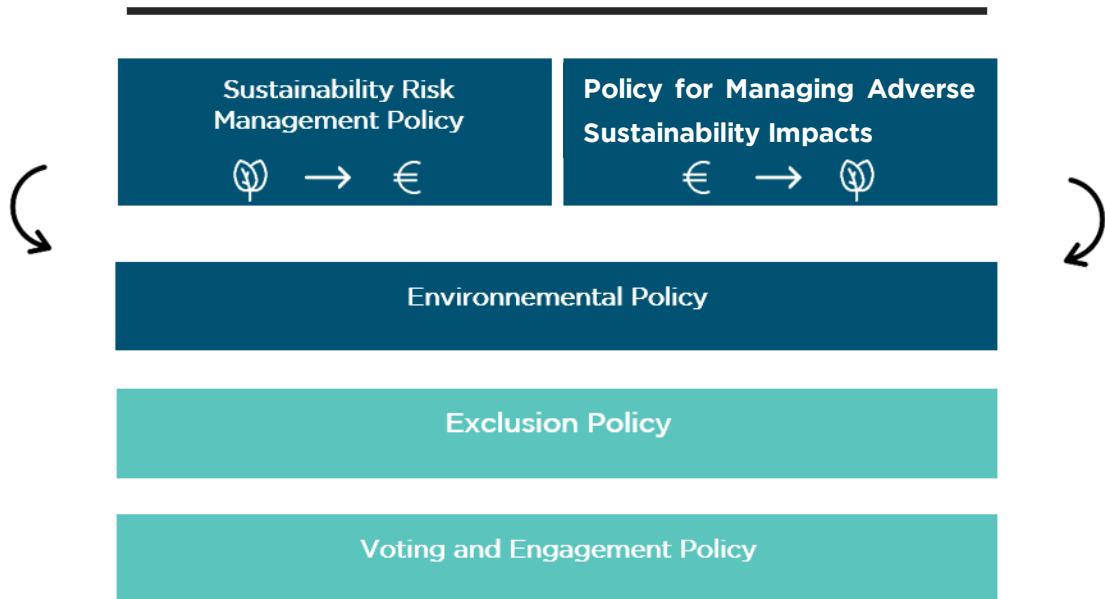 Sustainability Risk
Management Policy
→ €
Policy for Managing Adverse
Sustainability Impacts
€ →
Environnemental Policy
Exclusion Policy
Voting and Engagement Policy